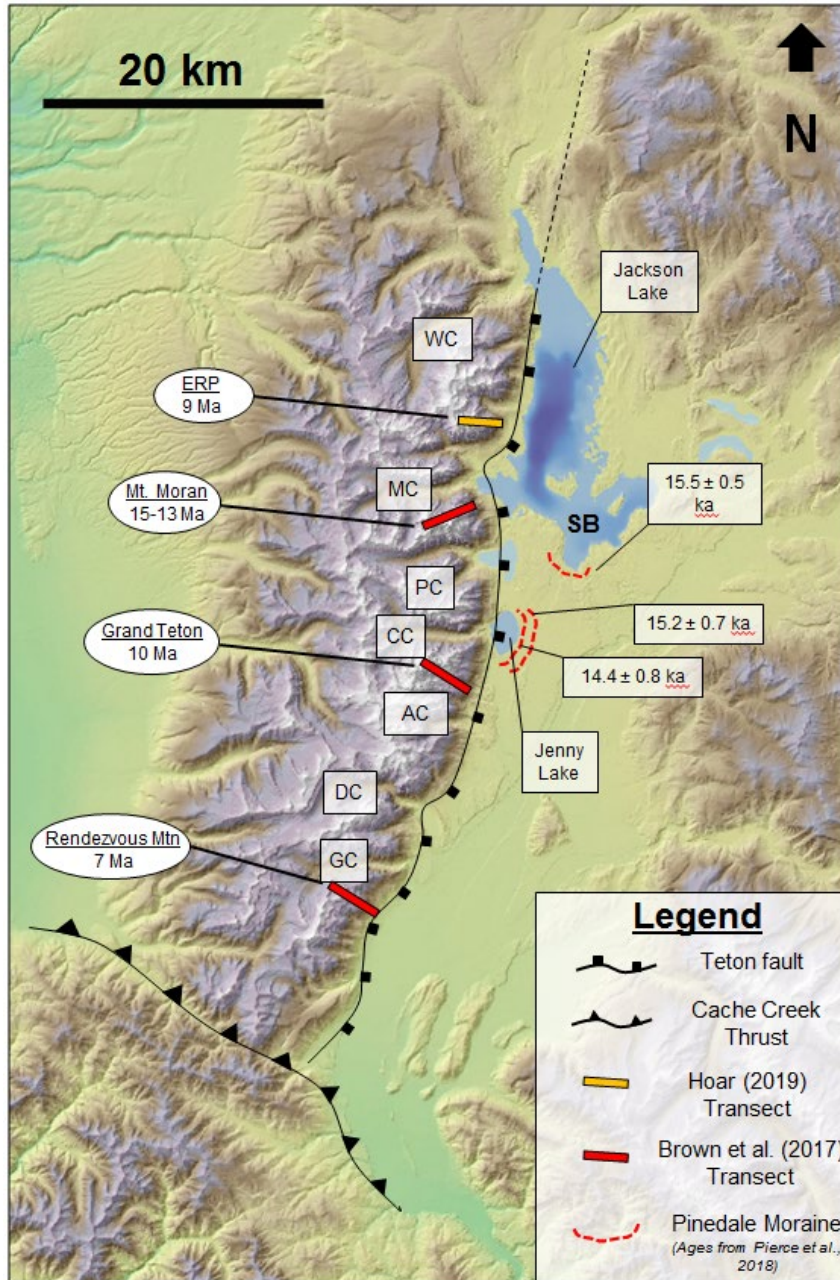 20 km
N
Jackson
Lake
WC
ERP
9 Ma
MC
Mt. Moran
15-13 Ma
15.5 ± 0.5
ka
SB
PC
CC
Grand Teton
10 Ma
15.2 ± 0.7 ka
14.4 ± 0.8 ka
AC
Jenny
Lake
DC
Rendezvous Mtn
7 Ma
GC
Legend
Teton fault
Cache Creek
Thrust
Hoar (2019)
Transect
Brown et al. (2017)
Transect
Pinedale Moraine
(Ages from Pierce et al.,
2018)